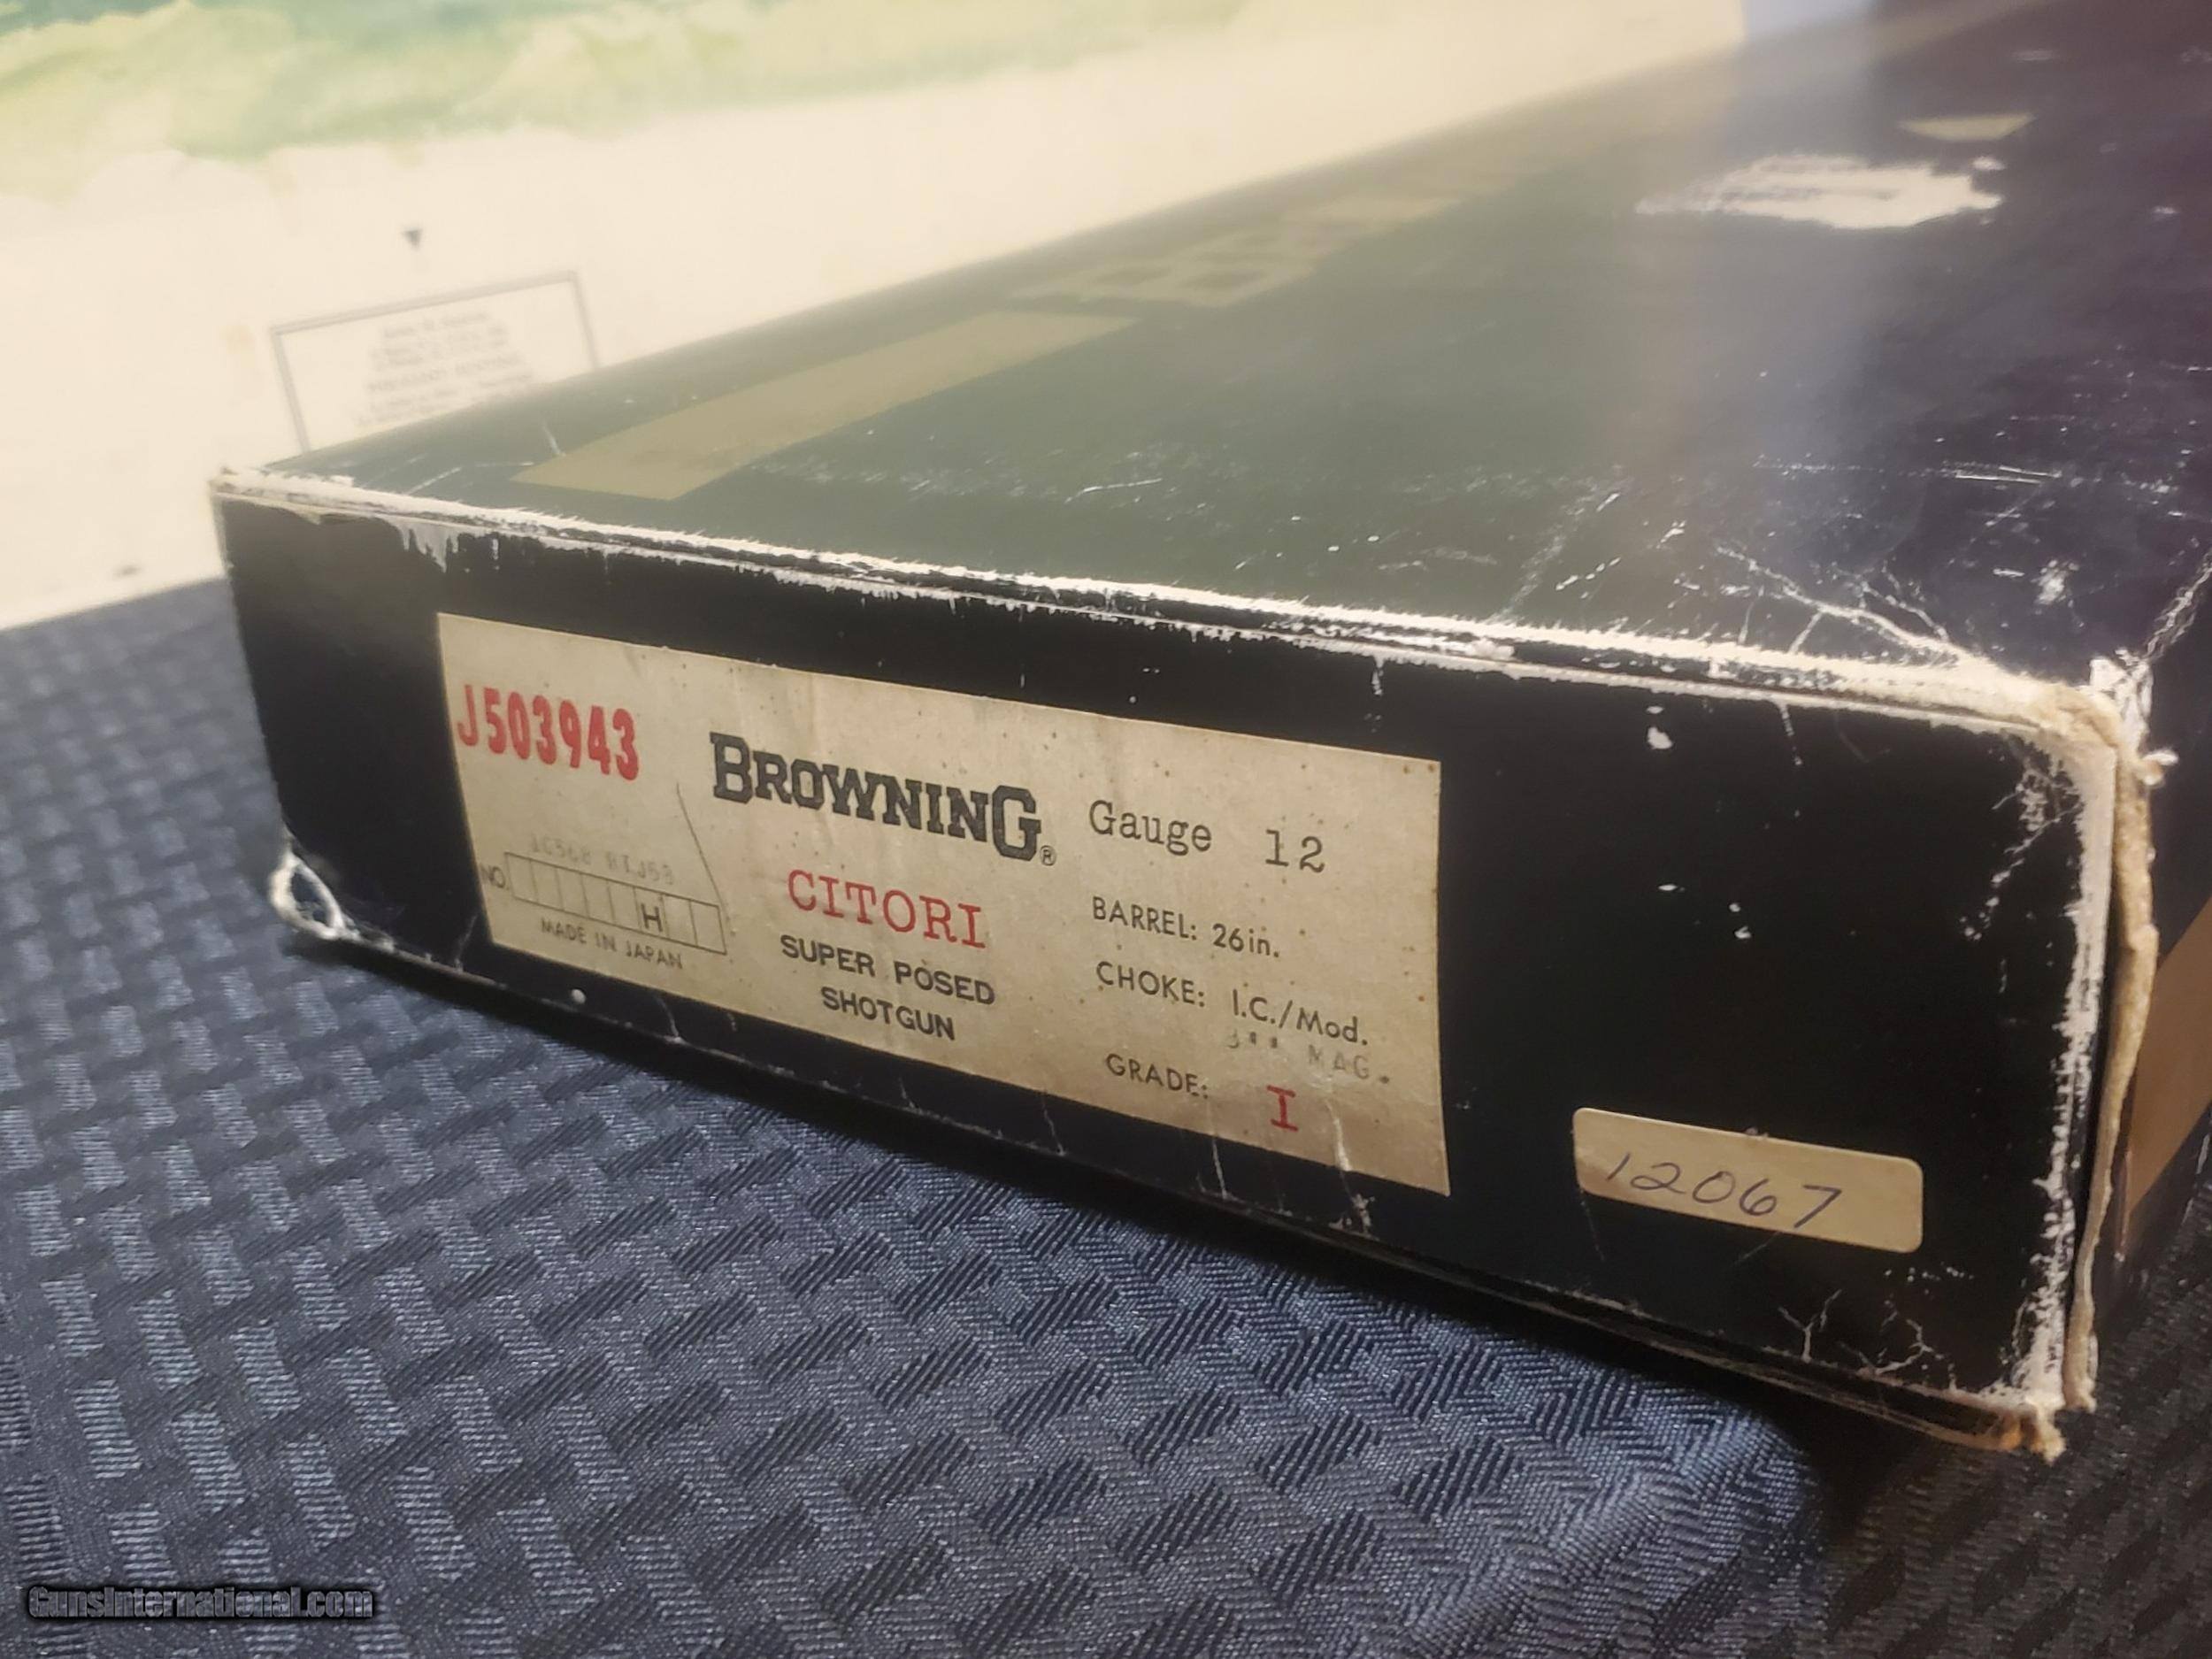 J503943
BROWNING®
Gauge 12
CITORI
SUPER POSED
SHOTGUN
BARREL: 26in.
CHOKE: I.C./Mod.
3" MAG.
GRADE: I
NO.
H
MADE IN JAPAN
12067
GunsInternational.com